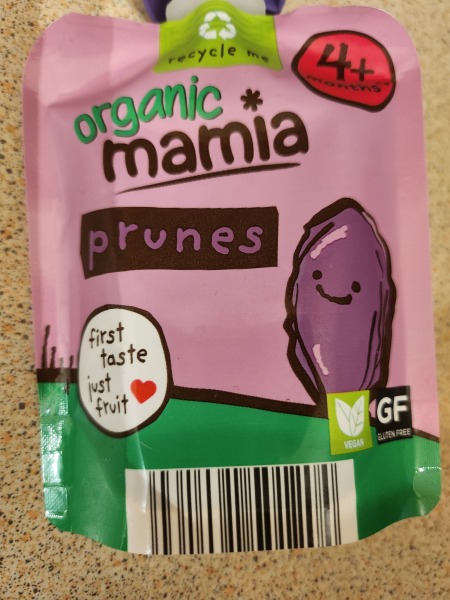 recycle me
4+
months*
organic
mamia
prunes
first
taste
just
fruit
VEGAN
GF
GLUTEN FREE